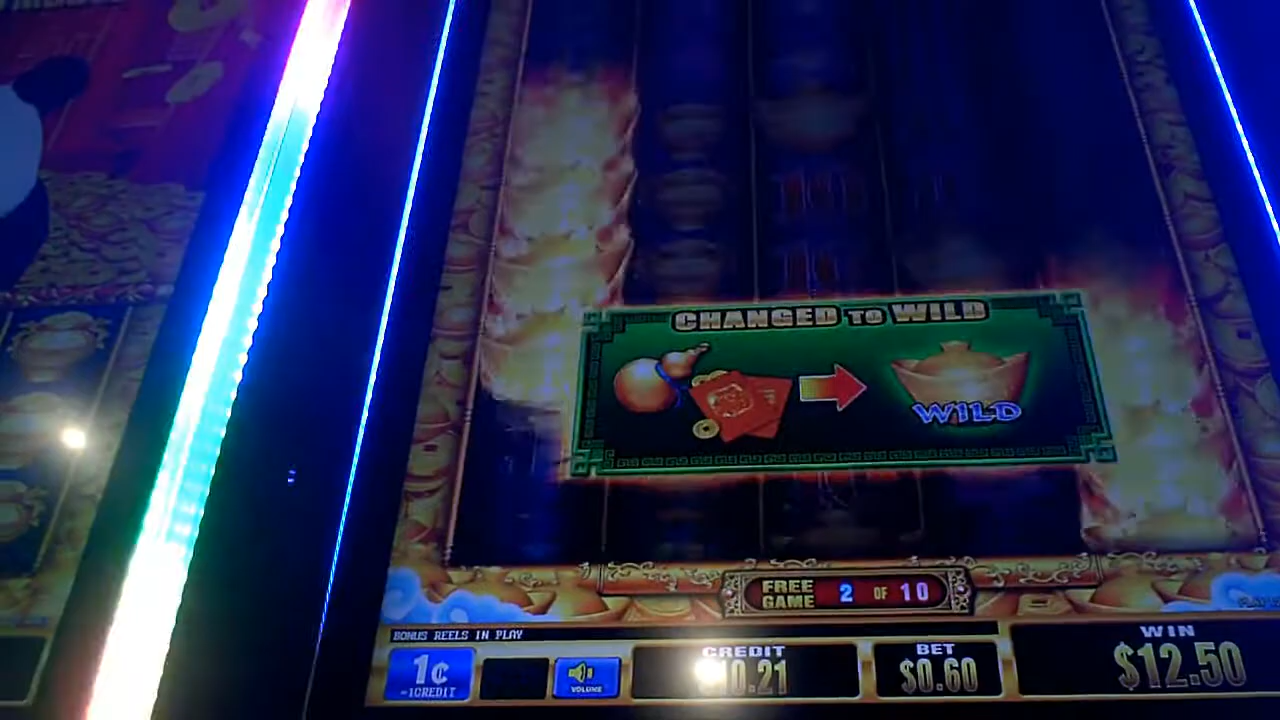 CHANGED TO WILD
WILD
FREE GAME 2 OF 10
BONUS REELS IN PLAY
1¢
=1CREDIT
VOLUME
CREDIT
BET
$0.60
WIN
$12.50